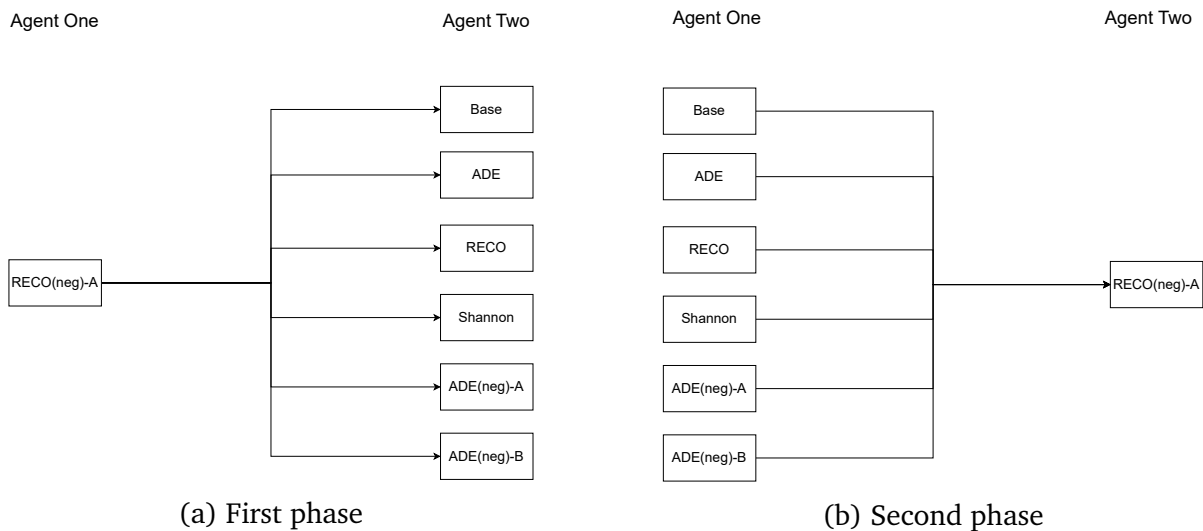 Agent One
Agent Two
Base
ADE
RECO
RECO(neg)-A
Shannon
ADE(neg)-A
ADE(neg)-B
(a) First phase
Agent One
Agent Two
Base
ADE
RECO
RECO(neg)-A
Shannon
ADE(neg)-A
ADE(neg)-B
(b) Second phase